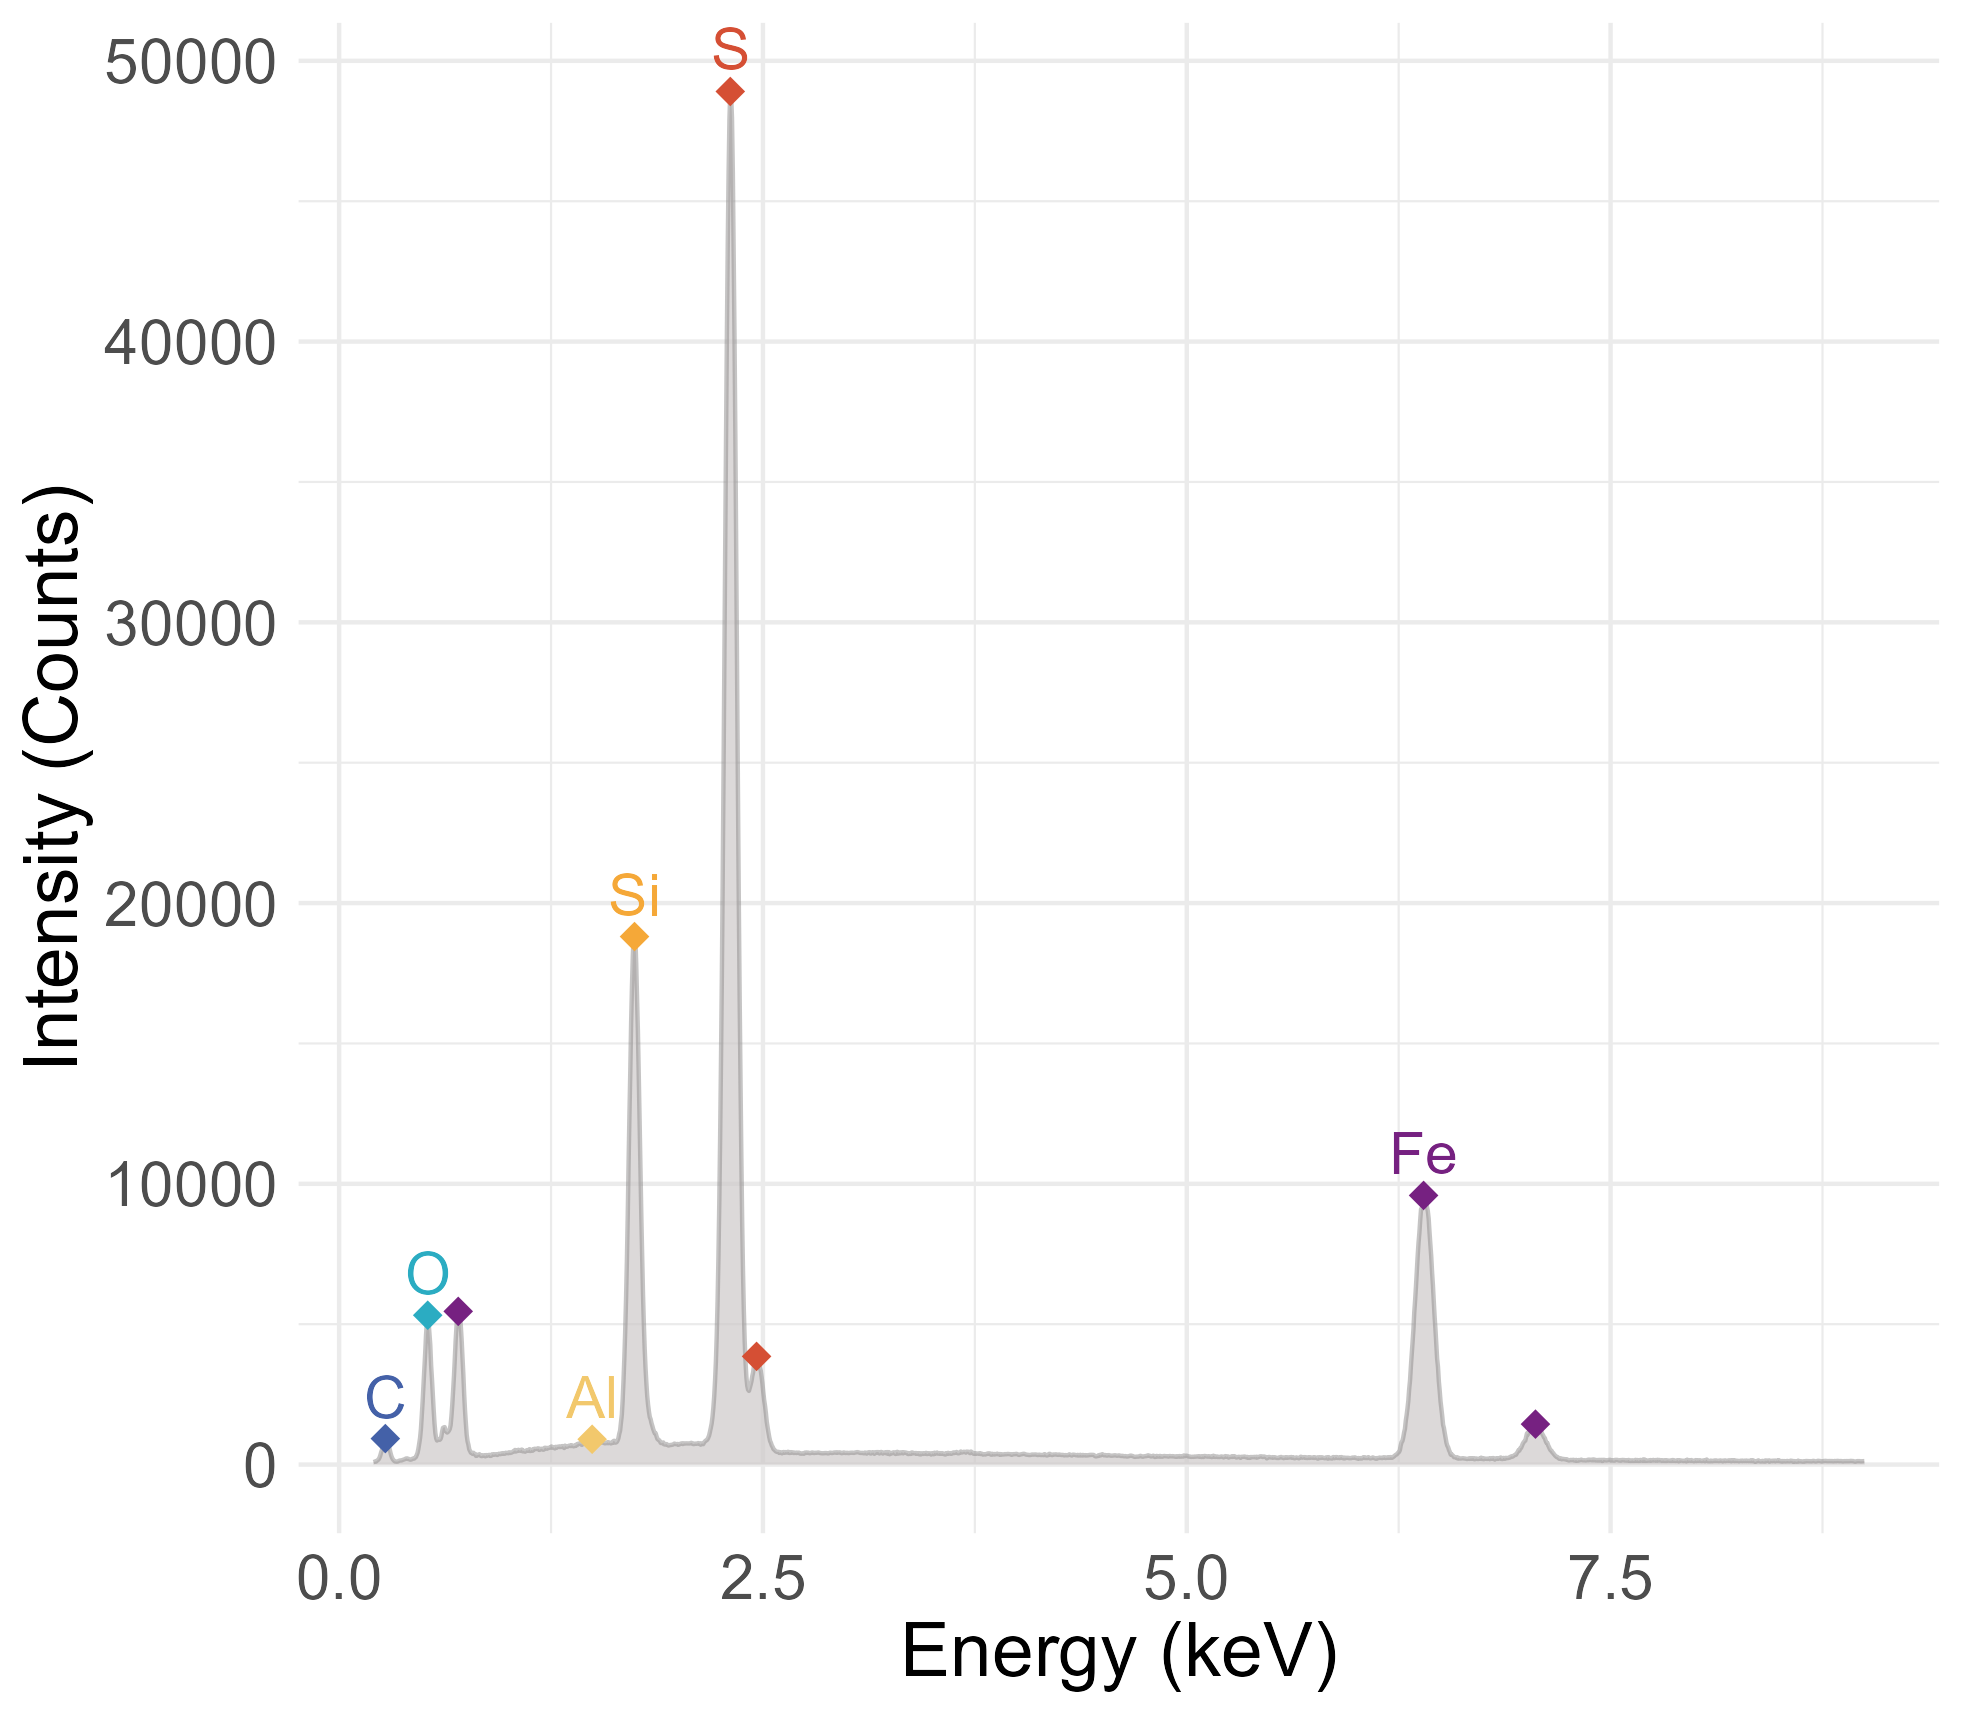 50000
40000
30000
20000
10000
0
Intensity (Counts)
S
Si
Fe
O
C
Al
0.0 2.5 5.0 7.5
Energy (keV)